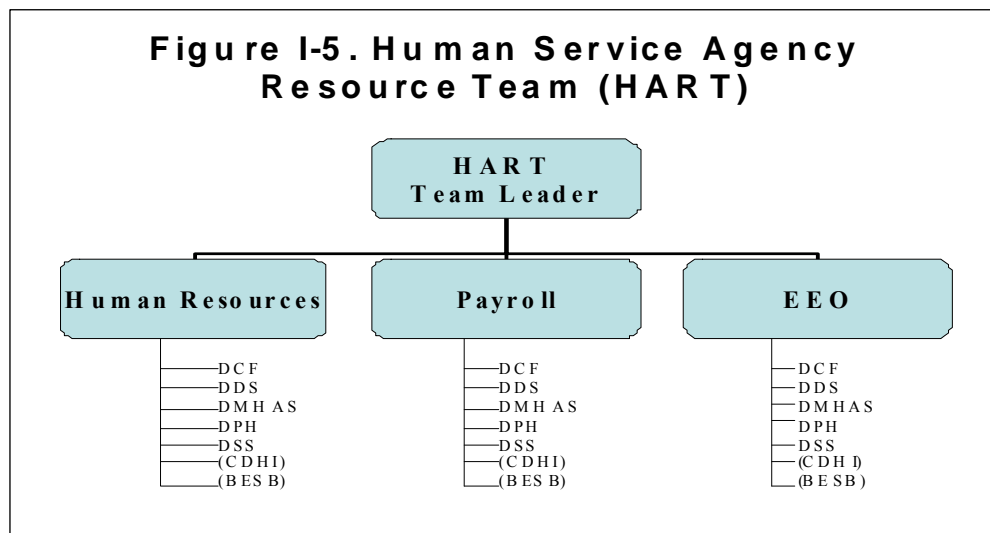 Figure I-5. Human Service Agency
Resource Team (HART)
HART
Team Leader
Human Resources
DCF
DDS
DMHAS
DPH
DSS
(CDHI)
(BESB)
Payroll
DCF
DDS
DMHAS
DPH
DSS
(CDHI)
(BESB)
EEO
DCF
DDS
DMHAS
DPH
DSS
(CDHI)
(BESB)